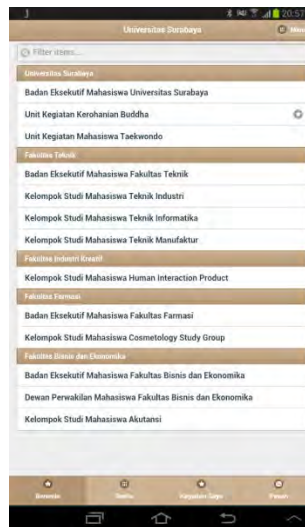 20:57
Universitas Surabaya
Menu
Filter items...
Universitas Surabaya
Badan Eksekutif Mahasiswa Universitas Surabaya
Unit Kegiatan Kerohanian Buddha
Unit Kegiatan Mahasiswa Taekwondo
Fakultas Teknik
Badan Eksekutif Mahasiswa Fakultas Teknik
Kelompok Studi Mahasiswa Teknik Industri
Kelompok Studi Mahasiswa Teknik Informatika
Kelompok Studi Mahasiswa Teknik Manufaktur
Fakultas Industri Kreatif
Kelompok Studi Mahasiswa Human Interaction Product
Fakultas Farmasi
Badan Eksekutif Mahasiswa Fakultas Farmasi
Kelompok Studi Mahasiswa Cosmetology Study Group
Fakultas Bisnis dan Ekonomika
Badan Eksekutif Mahasiswa Fakultas Bisnis dan Ekonomika
Dewan Perwakilan Mahasiswa Fakultas Bisnis dan Ekonomika
Kelompok Studi Mahasiswa Akutansi
Beranda
Kegiatan Saya
Pesan